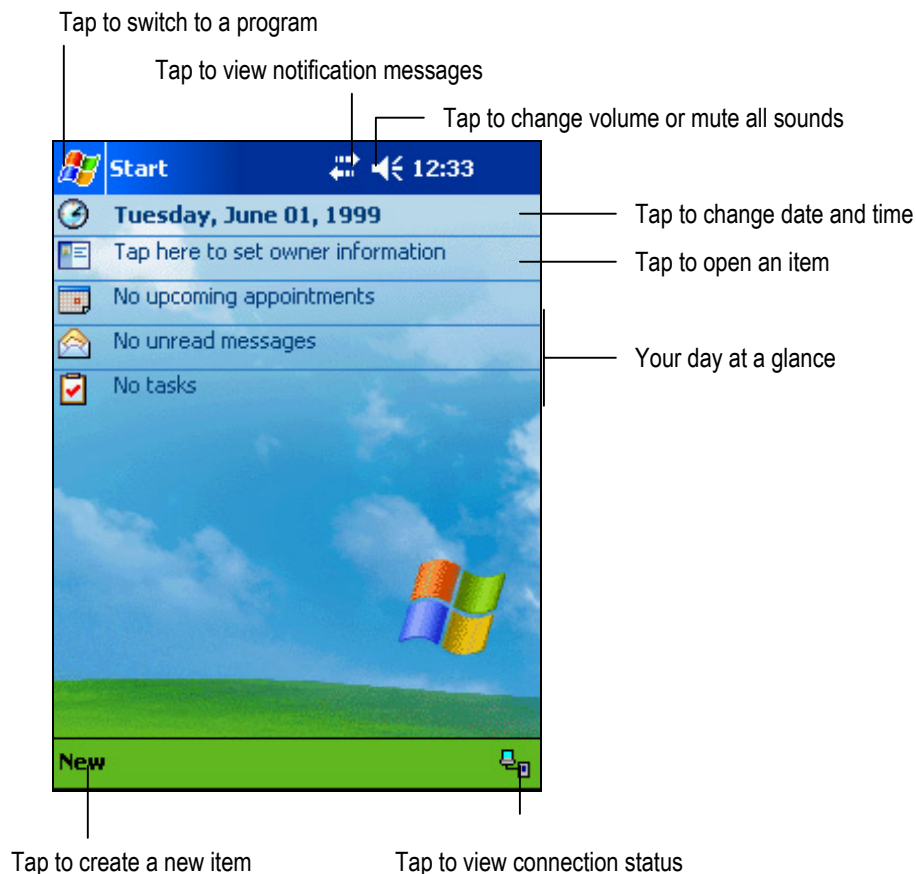 Tap to switch to a program
Tap to view notification messages
Tap to change volume or mute all sounds
Start 12:33
Tuesday, June 01, 1999
Tap to change date and time
Tap here to set owner information
Tap to open an item
No upcoming appointments
No unread messages
Your day at a glance
No tasks
New
Tap to create a new item
Tap to view connection status